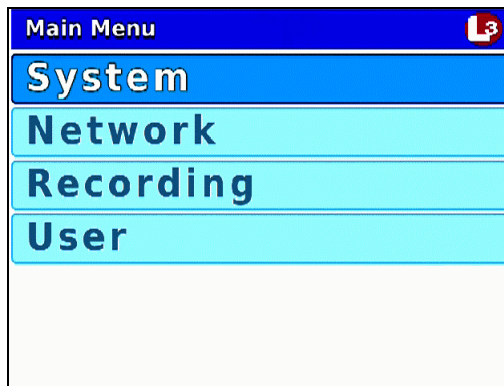 Main Menu
L3
System
Network
Recording
User